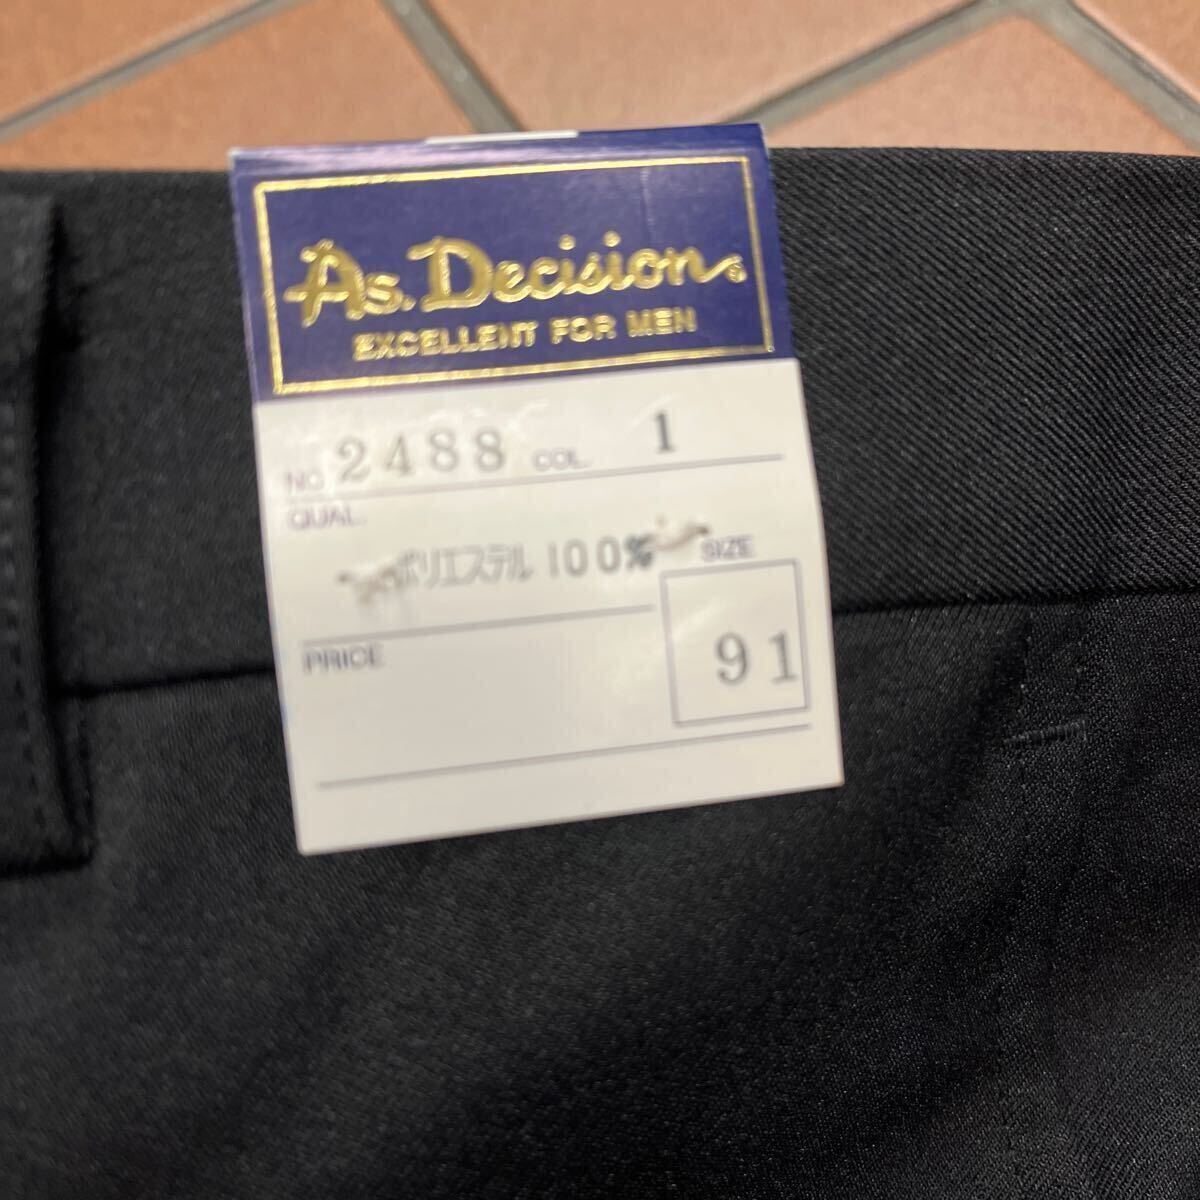 As. Decision
EXCELLENT FOR MEN
NO. 2488 COL. 1
QUAL.
ポリエステル 100%
SIZE
91
PRICE